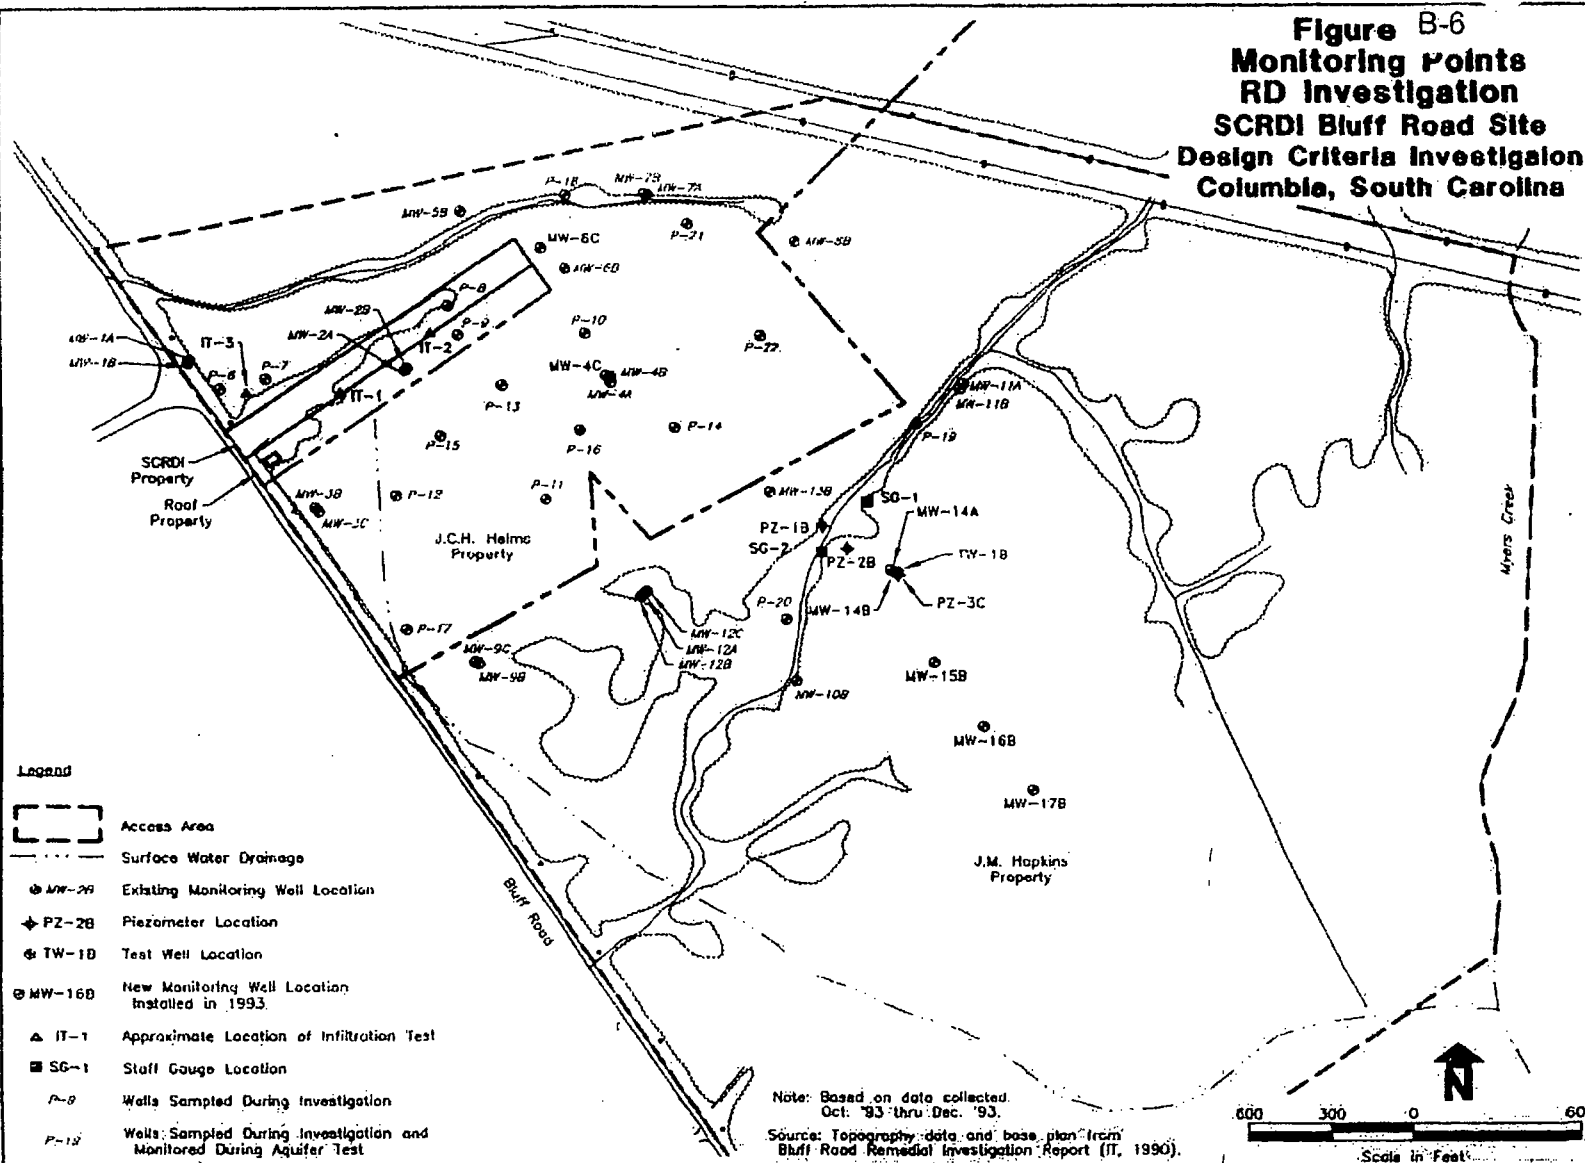 Figure B-6
Monitoring Points
RD Investigation
SCRDI Bluff Road Site
Design Criteria Investigaion
Columbia, South Carolina
P-18
MW-7B
MW-7A
MW-5B
P-21
MW-8B
MW-6C
MW-6B
P-8
MW-2B
MW-2A
P-9
P-10
P-22
MW-1A
MW-1B
IT-3
IT-2
P-7
P-6
MW-4C
MW-4B
MW-4A
MW-11A
MW-11B
IT-1
P-13
P-14
P-19
P-15
P-16
SCRDI
Property
Roof
Property
MW-3B
MW-3C
P-12
P-11
MW-13B
SG-1
MW-14A
J.C.H. Helms
Property
PZ-1B
SG-2
PZ-2B
TW-1B
PZ-3C
MW-14B
P-20
Myers Creek
P-17
MW-9C
MW-9B
MW-12C
MW-12A
MW-12B
MW-10B
MW-15B
MW-16B
MW-17B
J.M. Hopkins
Property
Bluff Road
Legend
Access Area
Surface Water Drainage
MW-2B Existing Monitoring Well Location
PZ-2B Piezometer Location
TW-1B Test Well Location
MW-16B New Monitoring Well Location
Installed in 1993.
IT-1 Approximate Location of Infiltration Test
SG-1 Staff Gauge Location
P-9 Wells Sampled During Investigation
P-19 Wells Sampled During Investigation and
Monitored During Aquifer Test
Note: Based on data collected
Oct. '93 thru Dec. '93.
Source: Topography data and base plan from
Bluff Road Remedial Investigation Report (IT, 1990).
N
600 300 0 60
Scale in Feet